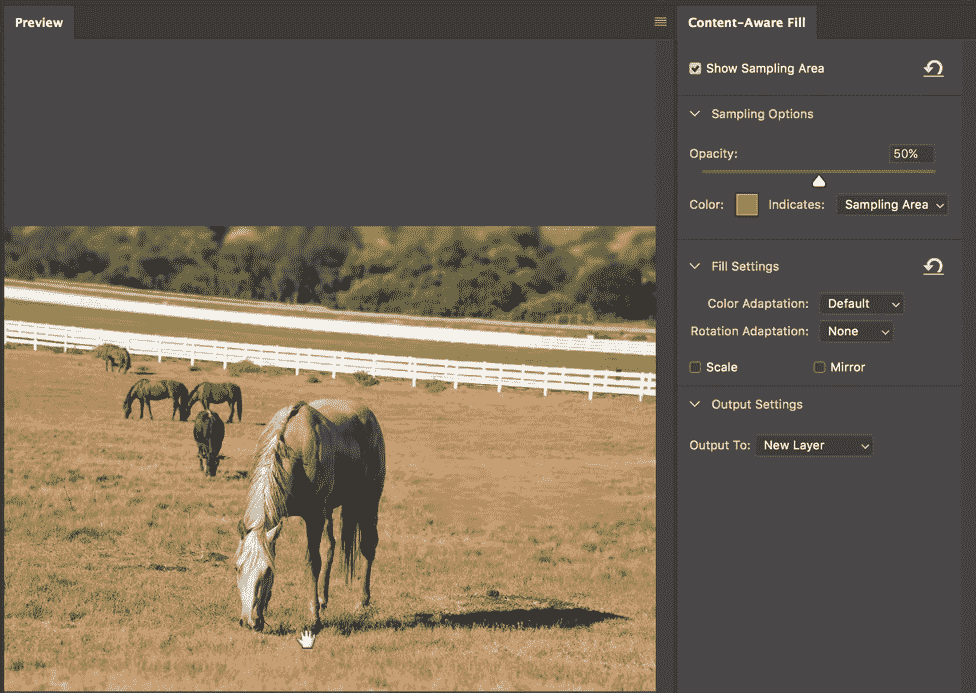 Preview
Content-Aware Fill
Show Sampling Area
Sampling Options
Opacity: 50%
Color: Indicates: Sampling Area
Fill Settings
Color Adaptation: Default
Rotation Adaptation: None
Scale Mirror
Output Settings
Output To: New Layer